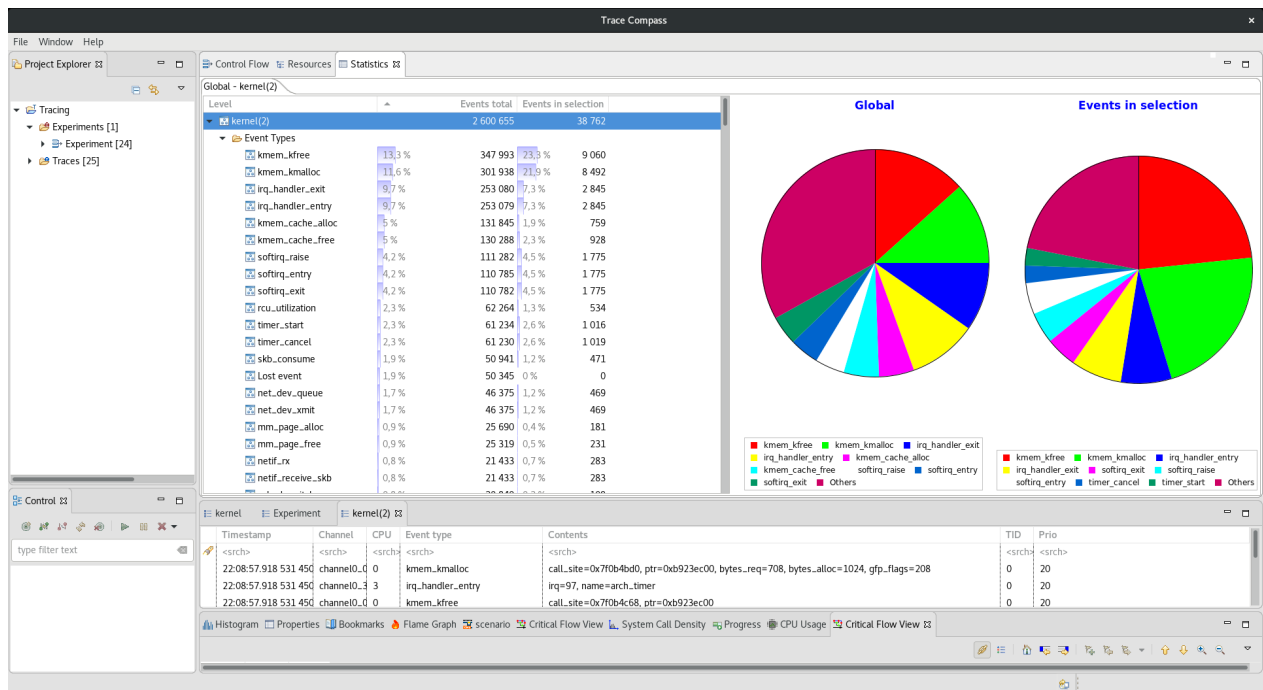 Trace Compass
File Window Help
Project Explorer
Tracing
Experiments [1]
Experiment [24]
Traces [25]
Control Flow Resources Statistics
Global - kernel(2)
Level Events total Events in selection
kernel(2) 2 600 655 38 762
Event Types
kmem_kfree 13,3 % 347 993 23,3 % 9 060
kmem_kmalloc 11,6 % 301 938 21,9 % 8 492
irq_handler_exit 9,7 % 253 080 7,3 % 2 845
irq_handler_entry 9,7 % 253 079 7,3 % 2 845
kmem_cache_alloc 5 % 131 845 1,9 % 759
kmem_cache_free 5 % 130 288 2,3 % 928
softirq_raise 4,2 % 111 282 4,5 % 1 775
softirq_entry 4,2 % 110 785 4,5 % 1 775
softirq_exit 4,2 % 110 782 4,5 % 1 775
rcu_utilization 2,3 % 62 264 1,3 % 534
timer_start 2,3 % 61 234 2,6 % 1 016
timer_cancel 2,3 % 61 230 2,6 % 1 019
skb_consume 1,9 % 50 941 1,2 % 471
Lost event 1,9 % 50 345 0 % 0
net_dev_queue 1,7 % 46 375 1,2 % 469
net_dev_xmit 1,7 % 46 375 1,2 % 469
mm_page_alloc 0,9 % 25 690 0,4 % 181
mm_page_free 0,9 % 25 319 0,5 % 231
netif_rx 0,8 % 21 433 0,7 % 283
netif_receive_skb 0,8 % 21 433 0,7 % 283
Global
kmem_kfree kmem_kmalloc irq_handler_exit
irq_handler_entry kmem_cache_alloc
kmem_cache_free softirq_raise softirq_entry
softirq_exit Others
Events in selection
kmem_kfree kmem_kmalloc irq_handler_entry
irq_handler_exit softirq_exit softirq_raise
softirq_entry timer_cancel timer_start Others
Control
type filter text
kernel Experiment kernel(2)
Timestamp Channel CPU Event type Contents TID Prio
<srch> <srch> <srch> <srch> <srch> <srch> <srch>
22:08:57.918 531 450 channel0_0 0 kmem_kmalloc call_site=0x7f0b4bd0, ptr=0xb923ec00, bytes_req=708, bytes_alloc=1024, gfp_flags=208 0 20
22:08:57.918 531 450 channel0_3 3 irq_handler_entry irq=97, name=arch_timer 0 20
22:08:57.918 531 450 channel0_0 0 kmem_kfree call_site=0x7f0b4c68, ptr=0xb923ec00 0 20
Histogram Properties Bookmarks Flame Graph scenario Critical Flow View System Call Density Progress CPU Usage Critical Flow View